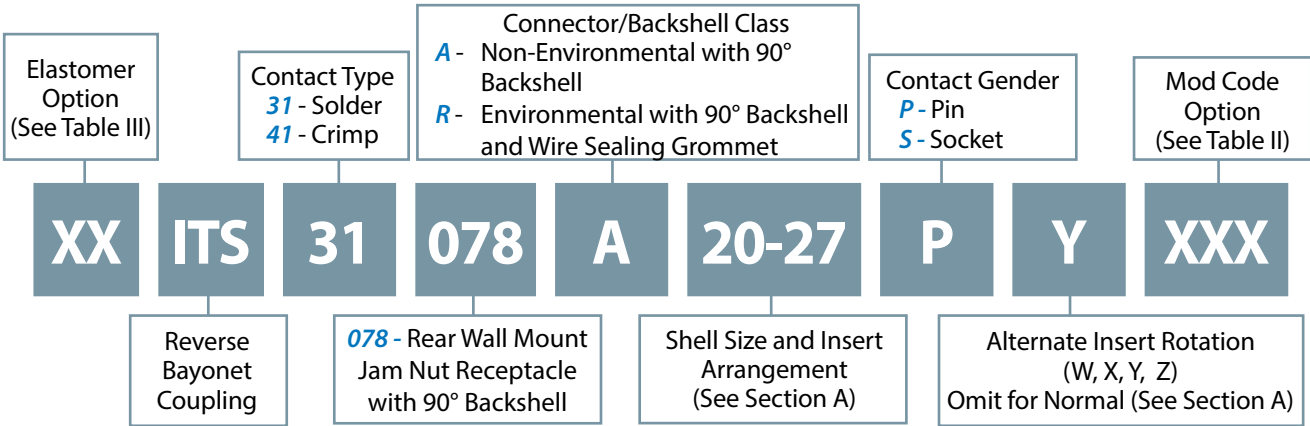 Elastomer
Option
(See Table III)
Contact Type
31 - Solder
41 - Crimp
Connector/Backshell Class
A - Non-Environmental with 90°
Backshell
R - Environmental with 90° Backshell
and Wire Sealing Grommet
Contact Gender
P - Pin
S - Socket
Mod Code
Option
(See Table II)
XX ITS 31 078 A 20-27 P Y XXX
Reverse
Bayonet
Coupling
078 - Rear Wall Mount
Jam Nut Receptacle
with 90° Backshell
Shell Size and Insert
Arrangement
(See Section A)
Alternate Insert Rotation
(W, X, Y, Z)
Omit for Normal (See Section A)